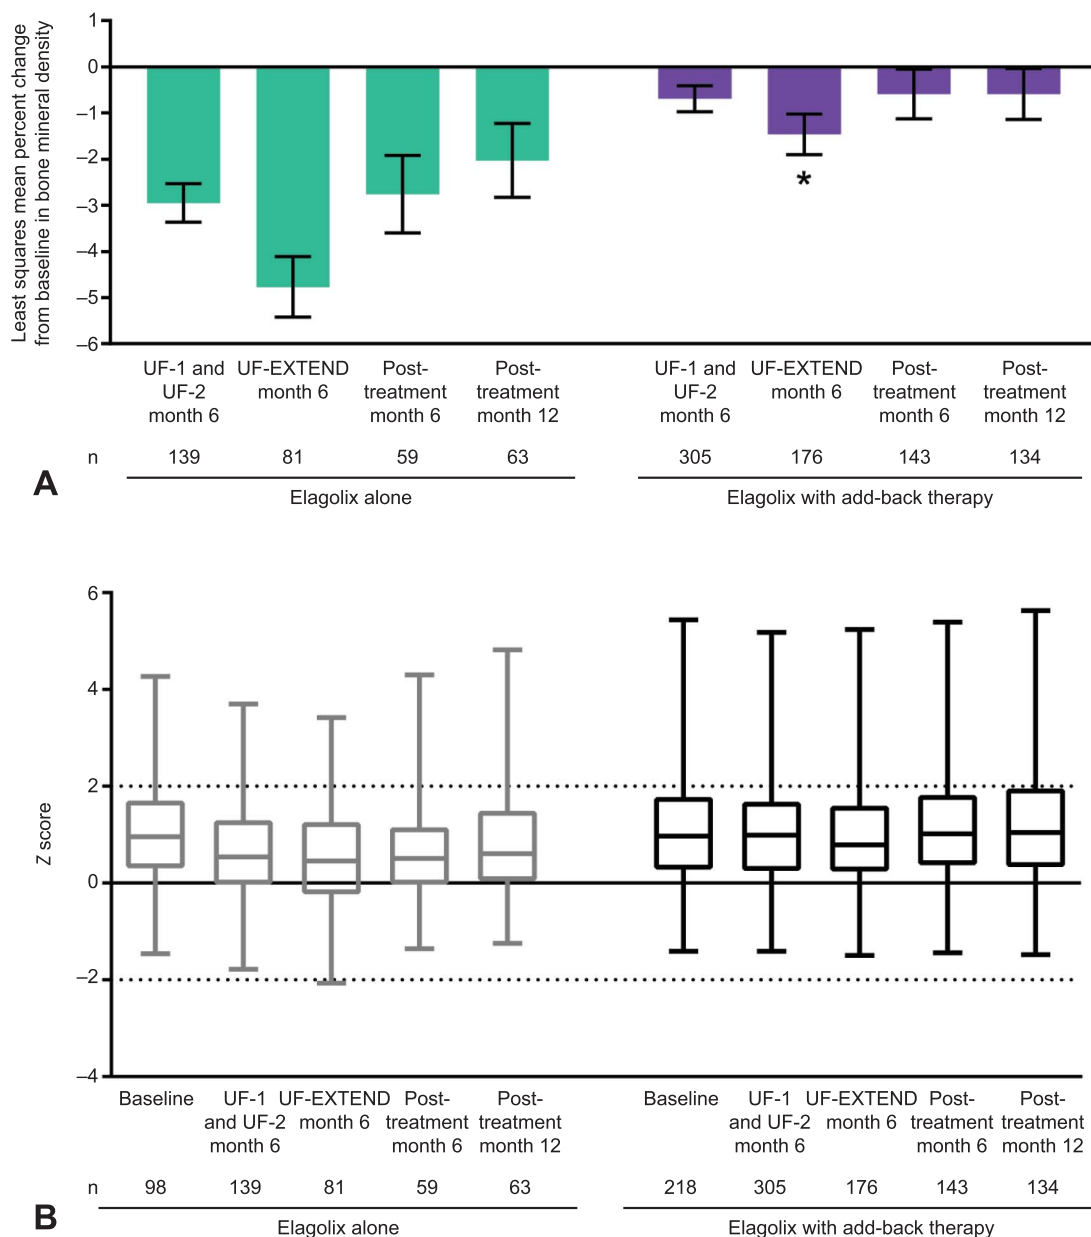 Least squares mean percent change
from baseline in bone mineral density
1
0
–1
–2
–3
–4
–5
–6
*
UF-1 and
UF-2
month 6
UF-EXTEND
month 6
Post-
treatment
month 6
Post-
treatment
month 12
UF-1 and
UF-2
month 6
UF-EXTEND
month 6
Post-
treatment
month 6
Post-
treatment
month 12
n 139 81 59 63 305 176 143 134
A
Elagolix alone
Elagolix with add-back therapy
Z score
6
4
2
0
–2
–4
Baseline
UF-1
and UF-2
month 6
UF-EXTEND
month 6
Post-
treatment
month 6
Post-
treatment
month 12
Baseline
UF-1
and UF-2
month 6
UF-EXTEND
month 6
Post-
treatment
month 6
Post-
treatment
month 12
n 98 139 81 59 63 218 305 176 143 134
B
Elagolix alone
Elagolix with add-back therapy